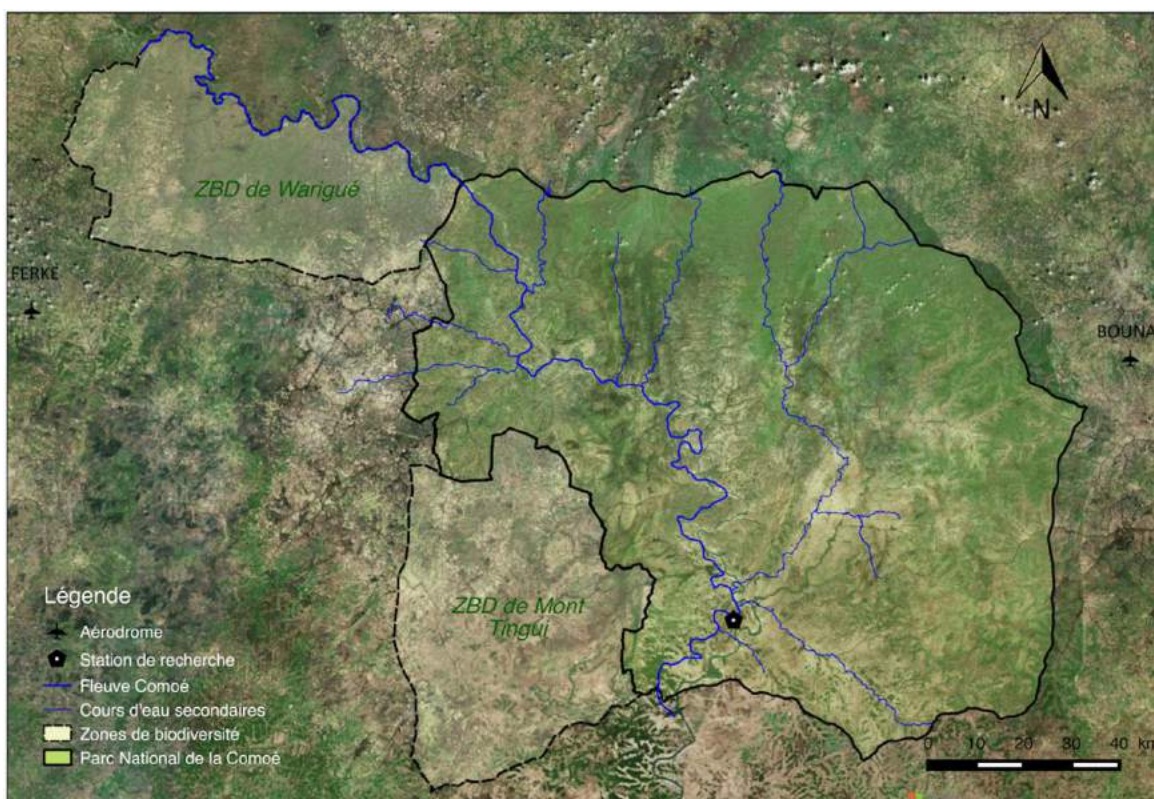 N
ZBD de Warigué
FERKE
BOUNA
ZBD de Mont
Tingui
Légende
Aérodrome
Station de recherche
Fleuve Comoé
Cours d'eau secondaires
Zones de biodiversité
Parc National de la Comoé
0 10 20 30 40 km